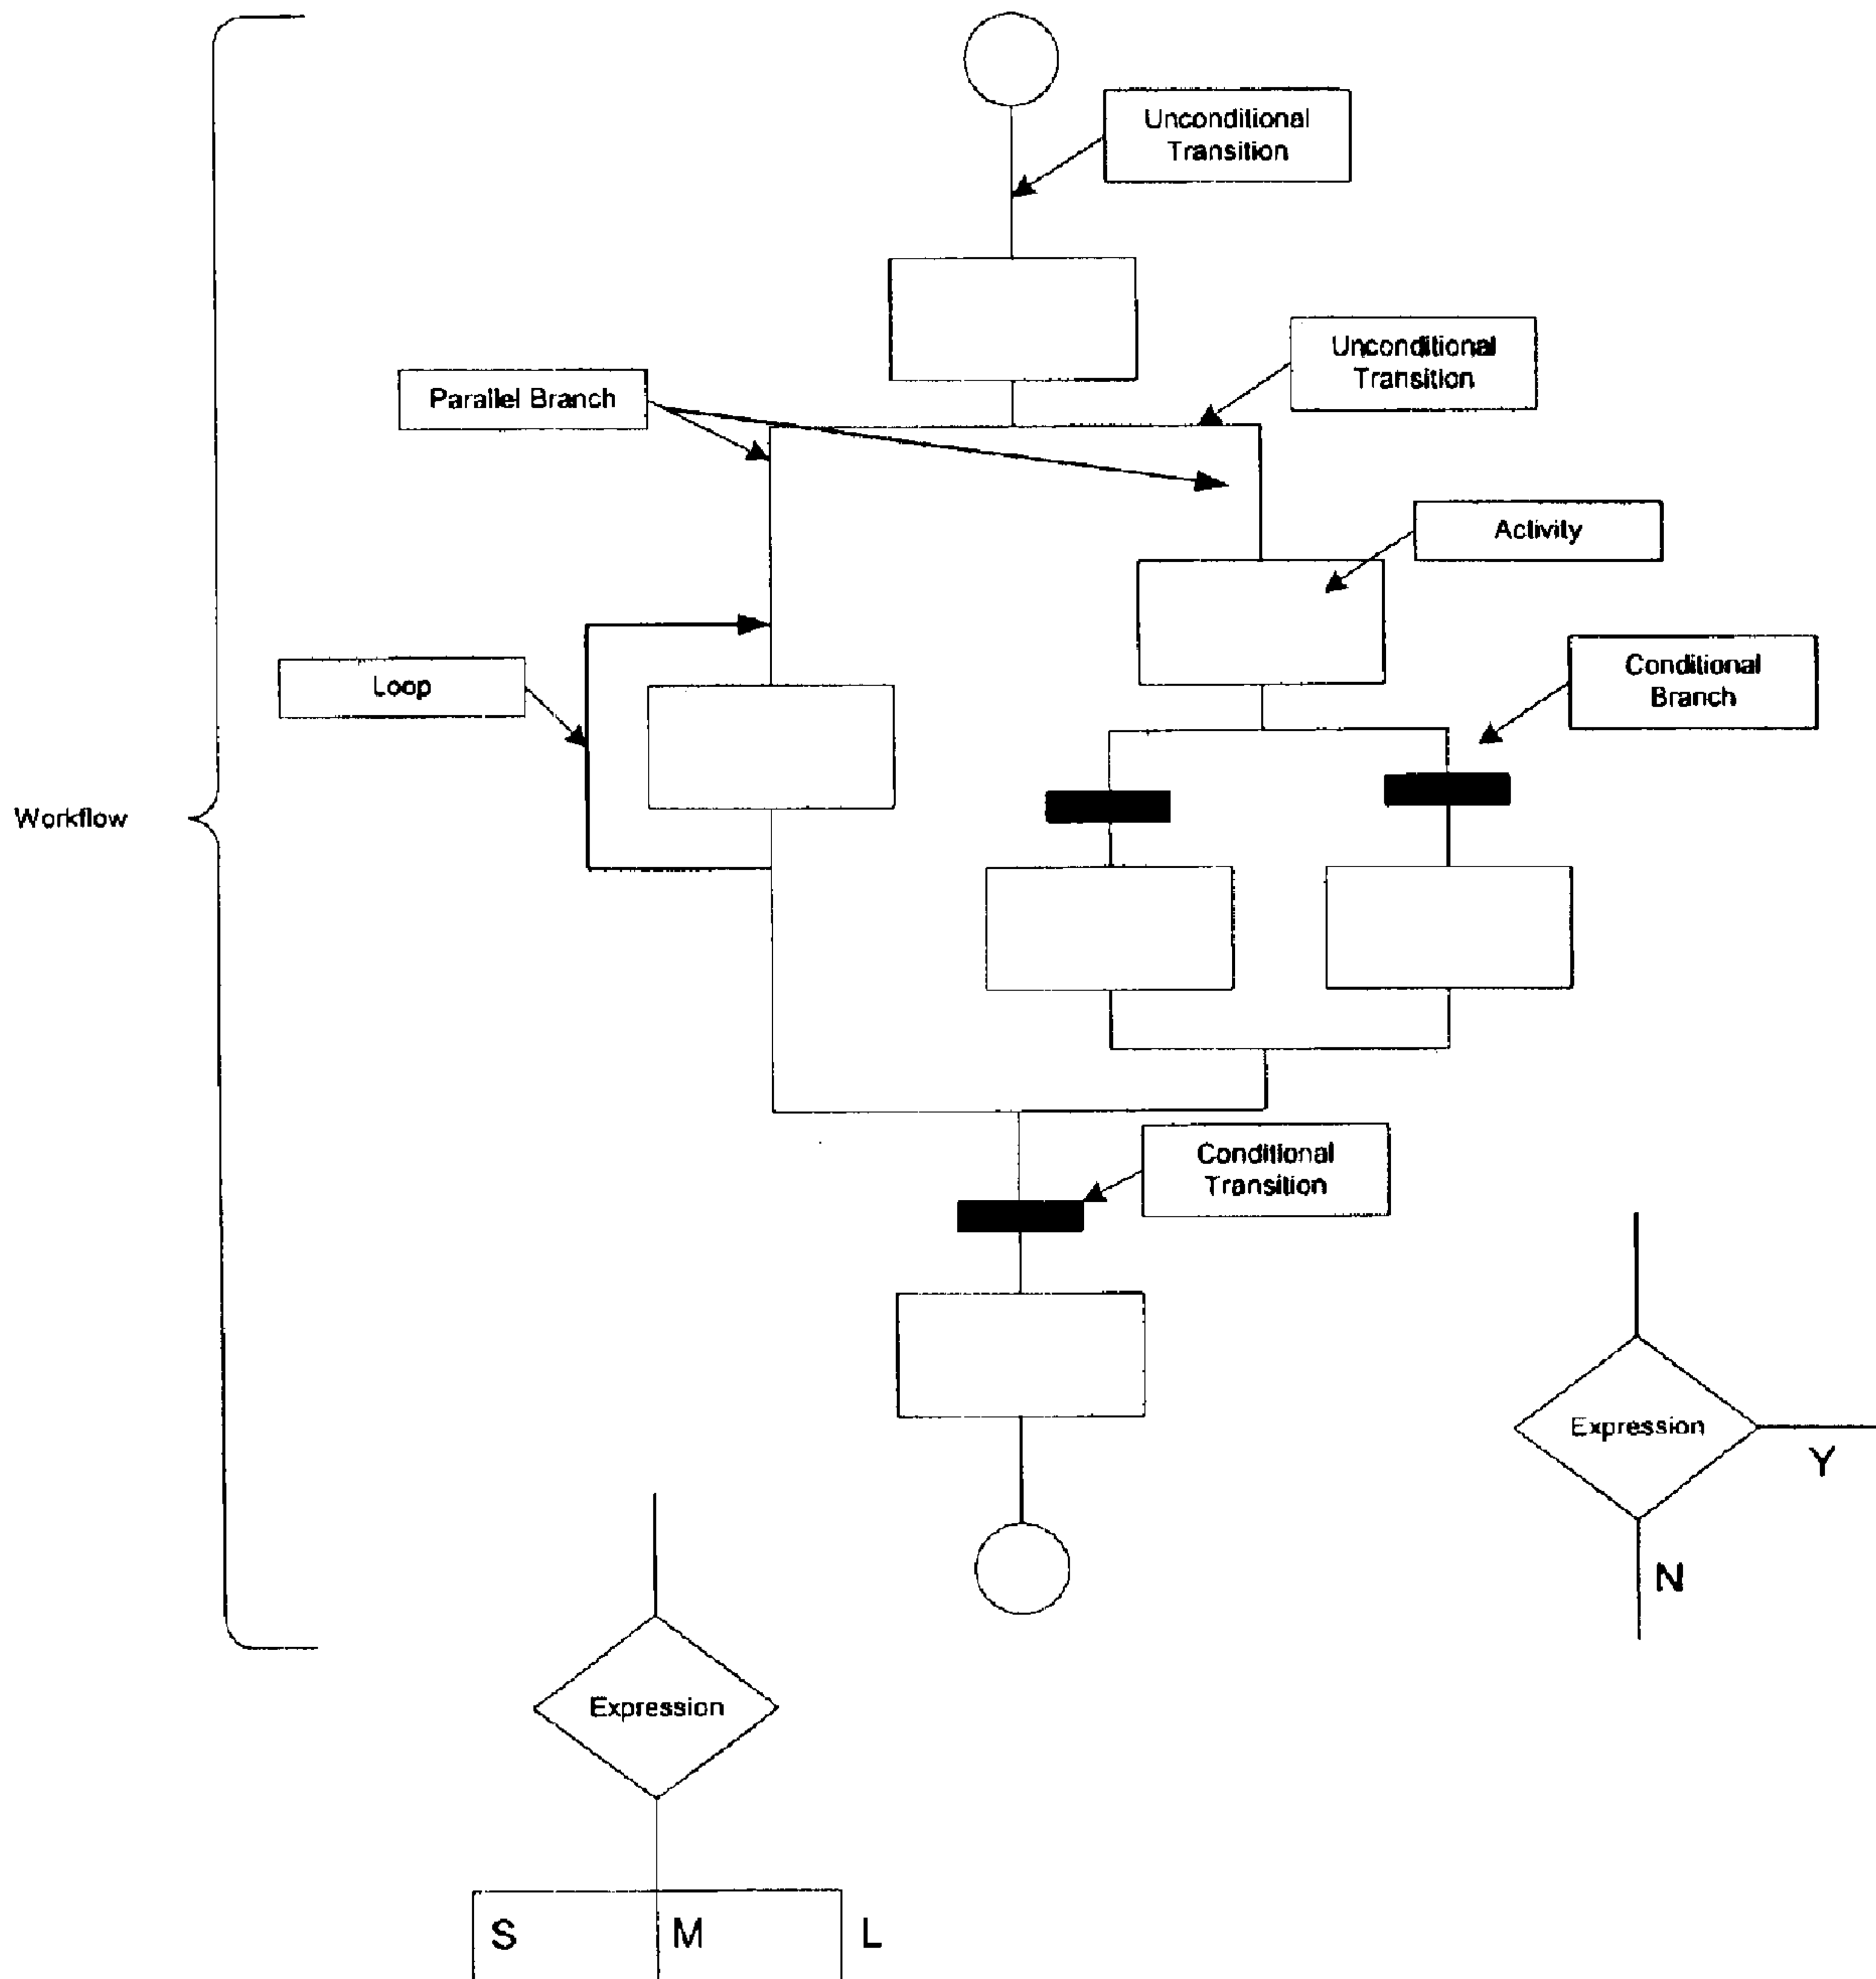 Unconditional
Transition
Unconditional
Transition
Parallel Branch
Activity
Conditional
Branch
Loop
Workflow
Conditional
Transition
Expression
Y
N
Expression
S M L